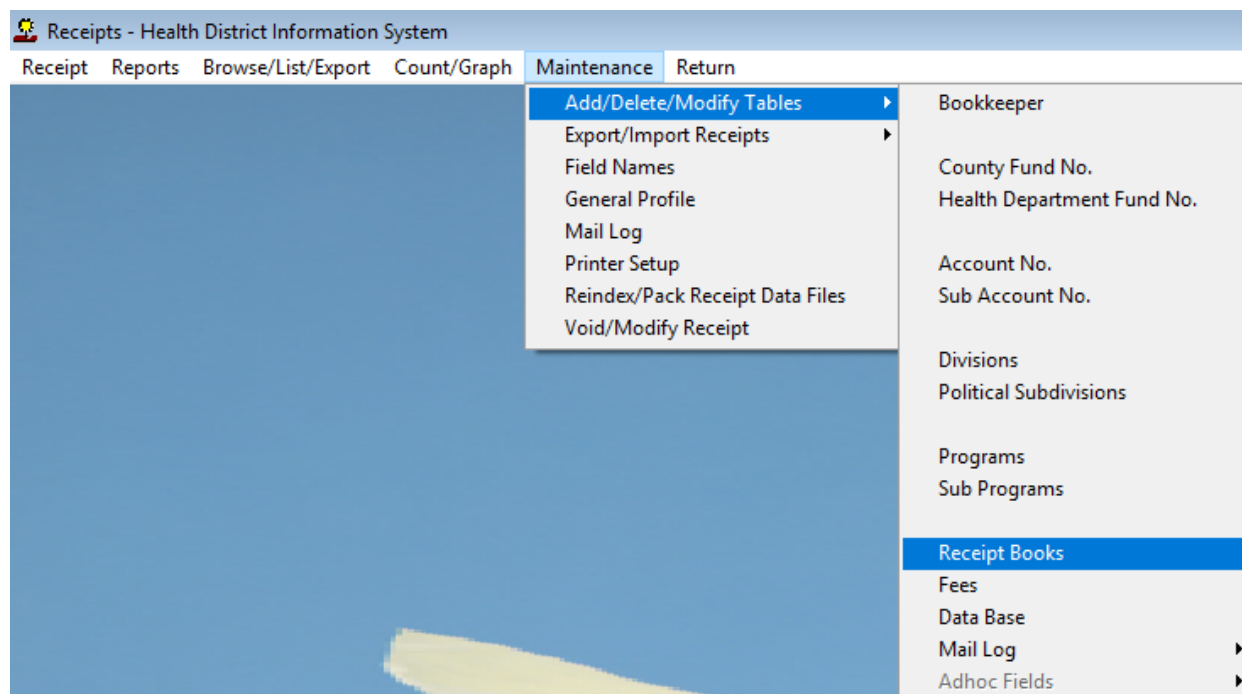 Receipts - Health District Information System
Receipt Reports Browse/List/Export Count/Graph Maintenance Return
Add/Delete/Modify Tables
Export/Import Receipts
Field Names
General Profile
Mail Log
Printer Setup
Reindex/Pack Receipt Data Files
Void/Modify Receipt
Bookkeeper
County Fund No.
Health Department Fund No.
Account No.
Sub Account No.
Divisions
Political Subdivisions
Programs
Sub Programs
Receipt Books
Fees
Data Base
Mail Log
Adhoc Fields